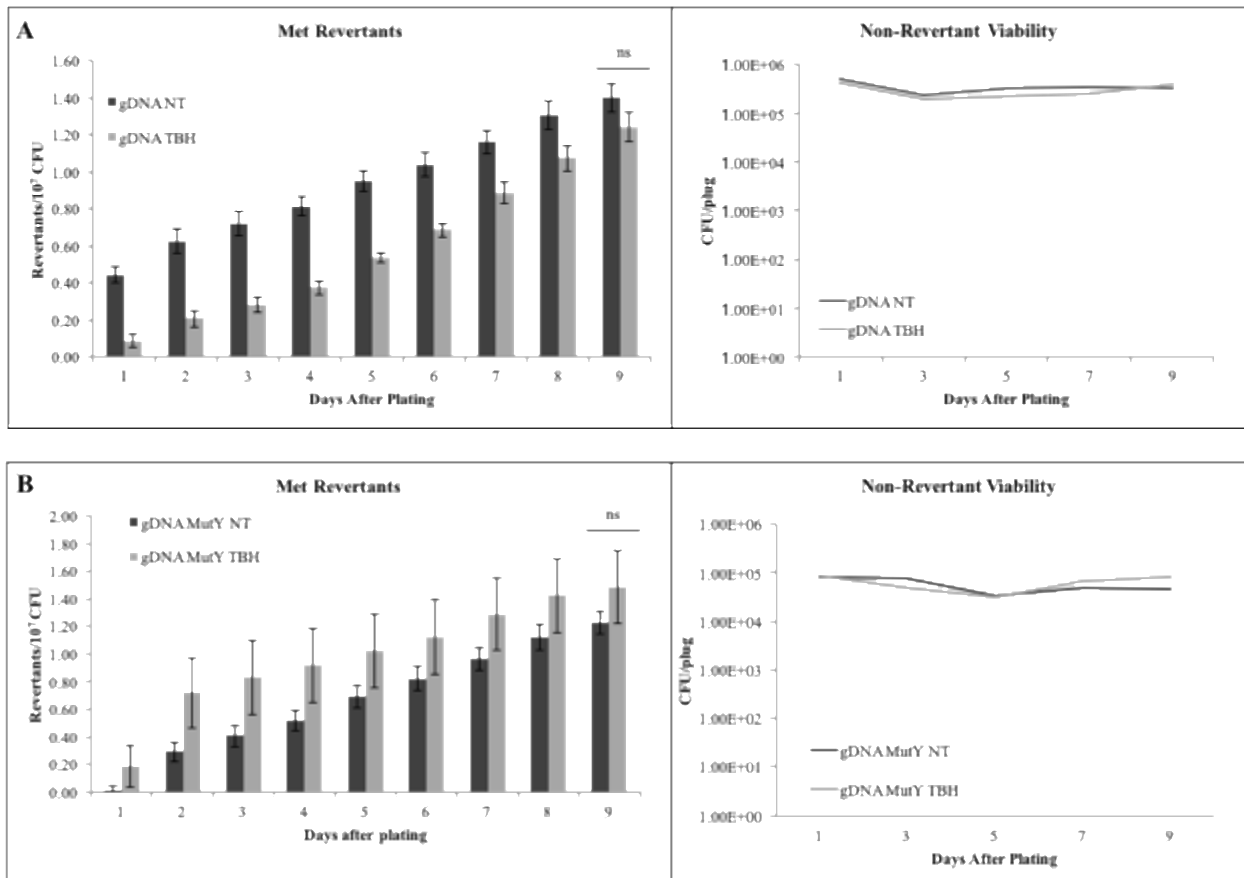 A
Met Revertants
ns
1.60
1.40
1.20
1.00
0.80
0.60
0.40
0.20
0.00
Revertants/10⁷ CFU
gDNA NT
gDNA TBH
1 2 3 4 5 6 7 8 9
Days After Plating
Non-Revertant Viability
1.00E+06
1.00E+05
1.00E+04
1.00E+03
1.00E+02
1.00E+01
1.00E+00
CFU/plug
gDNA NT
gDNA TBH
1 3 5 7 9
Days After Plating
B
Met Revertants
ns
2.00
1.80
1.60
1.40
1.20
1.00
0.80
0.60
0.40
0.20
0.00
Revertants/10⁷ CFU
gDNA MutY NT
gDNA MutY TBH
1 2 3 4 5 6 7 8 9
Days after plating
Non-Revertant Viability
1.00E+06
1.00E+05
1.00E+04
1.00E+03
1.00E+02
1.00E+01
1.00E+00
CFU/plug
gDNA MutY NT
gDNA MutY TBH
1 3 5 7 9
Days After Plating